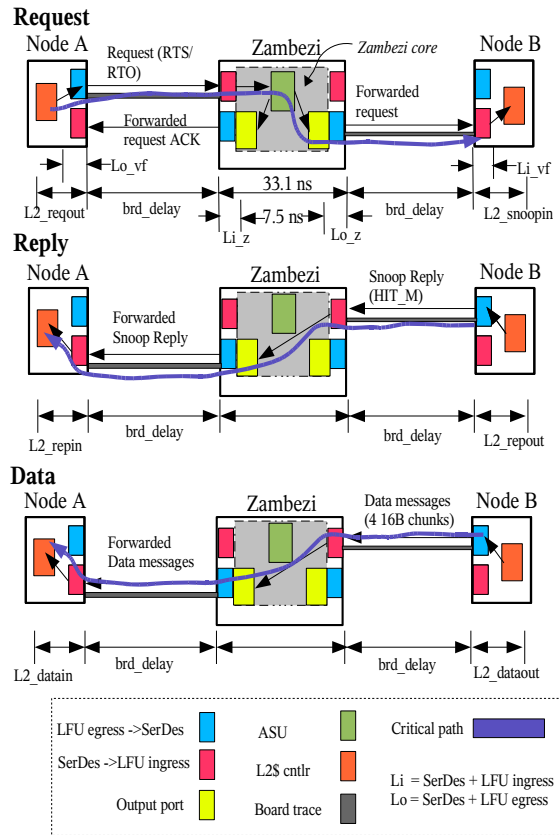 Request
Node A
Zambezi
Node B
Request (RTS/
RTO)
Zambezi core
Forwarded
request
Forwarded
request ACK
Lo_vf
Li_vf
33.1 ns
L2_reqout
brd_delay
7.5 ns
brd_delay
L2_snoopin
Li_z
Lo_z
Reply
Node A
Zambezi
Node B
Snoop Reply
(HIT_M)
Forwarded
Snoop Reply
L2_repin
brd_delay
brd_delay
L2_repout
Data
Node A
Zambezi
Node B
Data messages
(4 16B chunks)
Forwarded
Data messages
L2_datain
brd_delay
brd_delay
L2_dataout
LFU egress ->SerDes
ASU
Critical path
SerDes ->LFU ingress
L2$ cntlr
Li = SerDes + LFU ingress
Output port
Board trace
Lo = SerDes + LFU egress